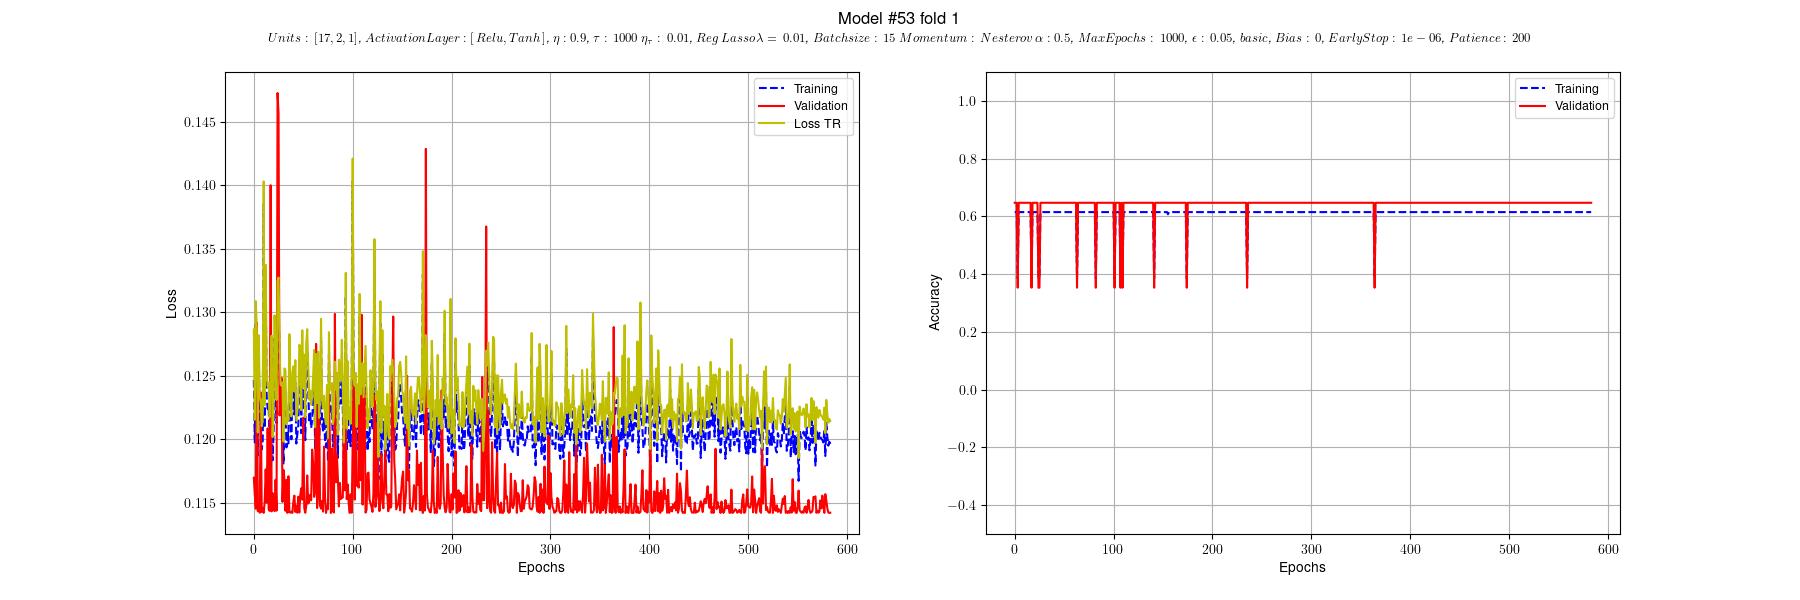 Model #53 fold 1
Units : [17, 2, 1], ActivationLayer : [ Relu, Tanh], η : 0.9, τ : 1000 η_τ : 0.01, Reg Lasso λ = 0.01, Batchsize : 15 Momentum : Nesterov α : 0.5, MaxEpochs : 1000, ϵ : 0.05, basic, Bias : 0, EarlyStop : 1e − 06, Patience : 200
Training
Validation
Loss TR
0.145
0.140
0.135
0.130
0.125
0.120
0.115
Loss
0 100 200 300 400 500 600
Epochs
Training
Validation
1.0
0.8
0.6
0.4
0.2
0.0
−0.2
−0.4
Accuracy
0 100 200 300 400 500 600
Epochs